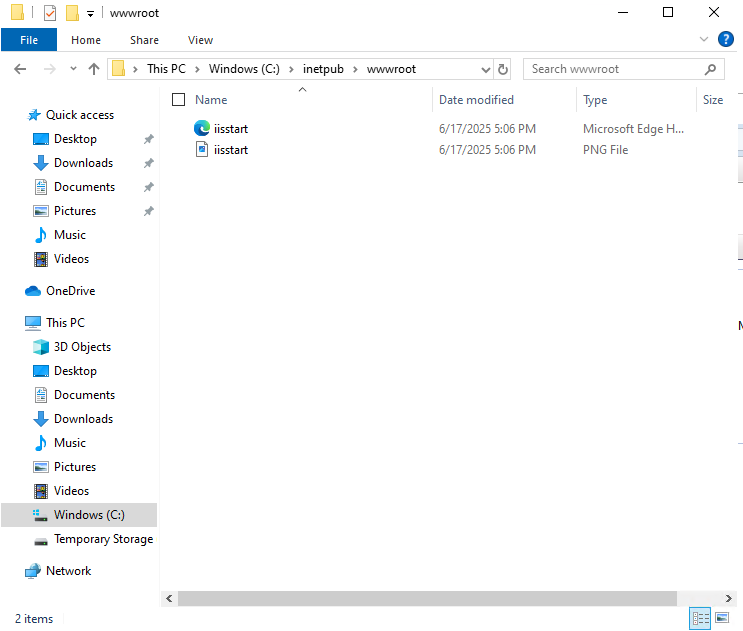 wwwroot
File Home Share View
This PC Windows (C:) inetpub wwwroot
Search wwwroot
Name Date modified Type Size
iisstart 6/17/2025 5:06 PM Microsoft Edge H...
iisstart 6/17/2025 5:06 PM PNG File
Quick access
Desktop
Downloads
Documents
Pictures
Music
Videos
OneDrive
This PC
3D Objects
Desktop
Documents
Downloads
Music
Pictures
Videos
Windows (C:)
Temporary Storage
Network
2 items